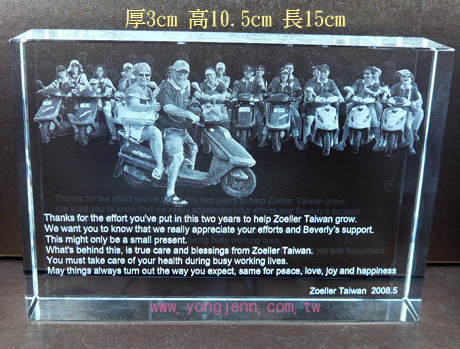 厚3cm 高10.5cm 長15cm
Thanks for the effort you've put in this two years to help Zoeller Taiwan grow.
We want you to know that we really appreciate your efforts and Beverly's support.
This might only be a small present.
What's behind this, is true care and blessings from Zoeller Taiwan.
You must take care of your health during busy working lives.
May things always turn out the way you expect, same for peace, love, joy and happiness
Zoeller Taiwan 2008.5
www.yongjenn.com.tw